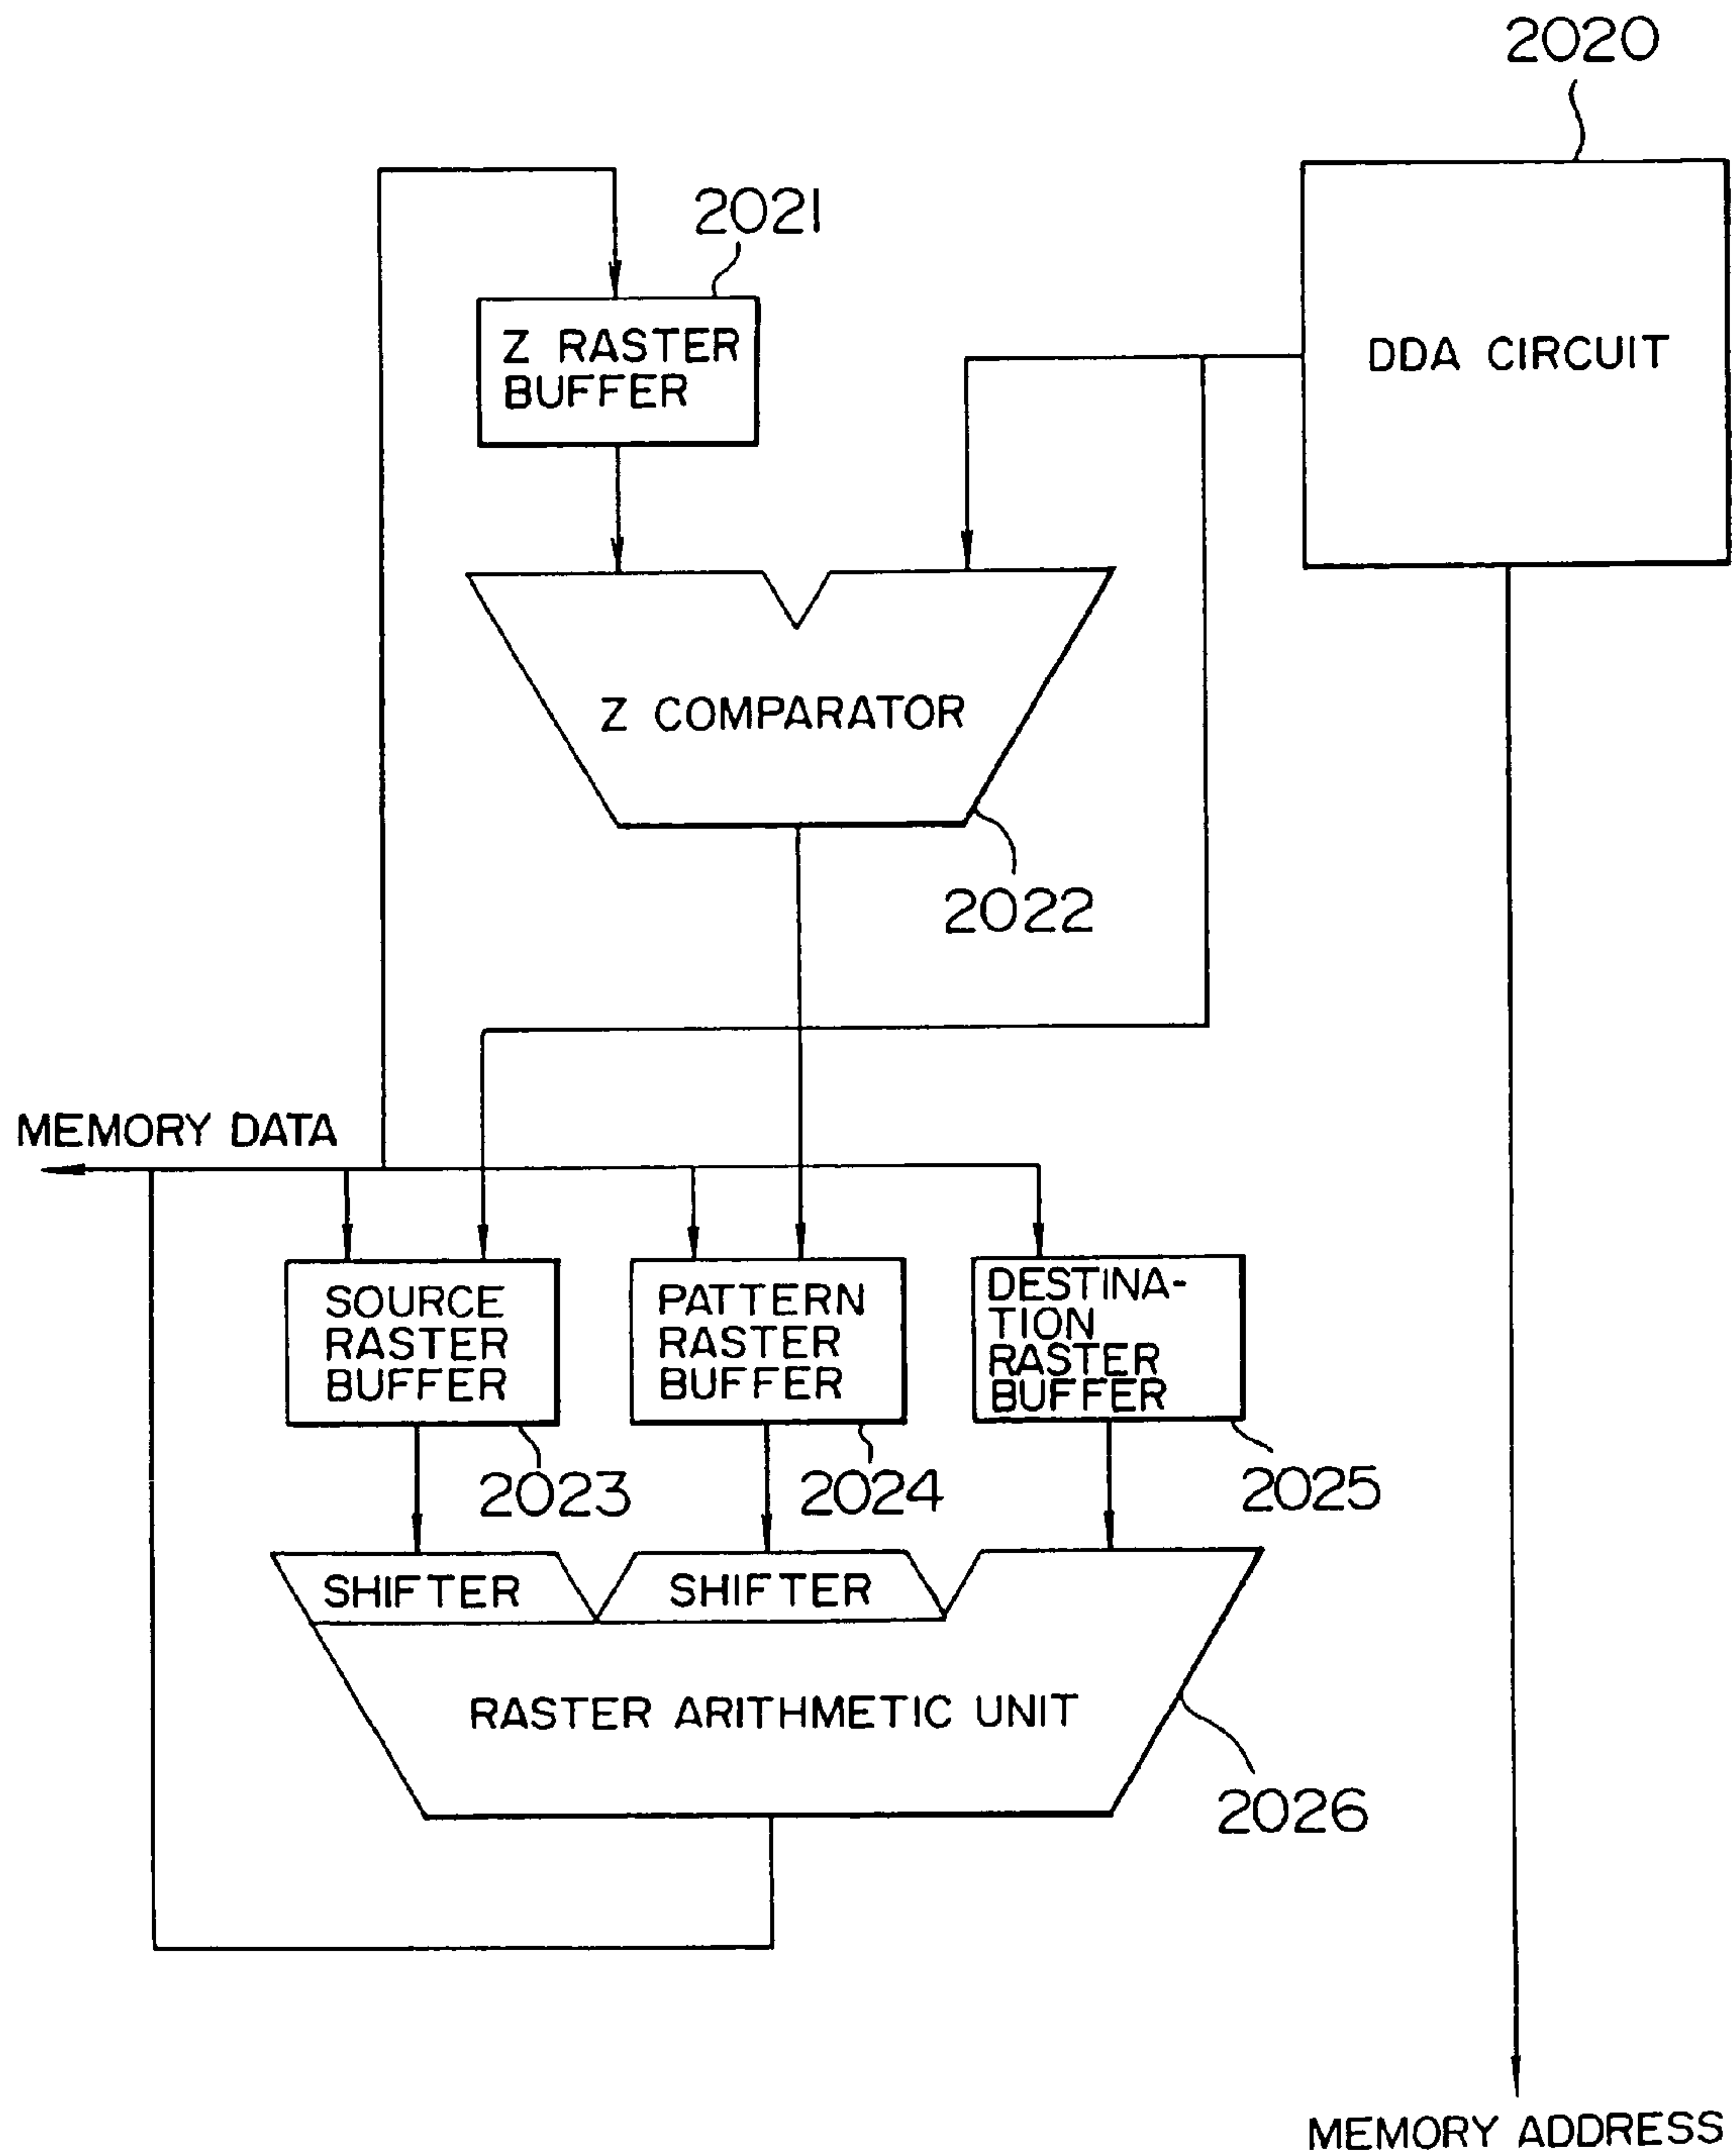 2020
2021
Z RASTER
BUFFER
DDA CIRCUIT
Z COMPARATOR
2022
MEMORY DATA
SOURCE
RASTER
BUFFER
PATTERN
RASTER
BUFFER
DESTINA-
TION
RASTER
BUFFER
2023
2024
2025
SHIFTER
SHIFTER
RASTER ARITHMETIC UNIT
2026
MEMORY ADDRESS